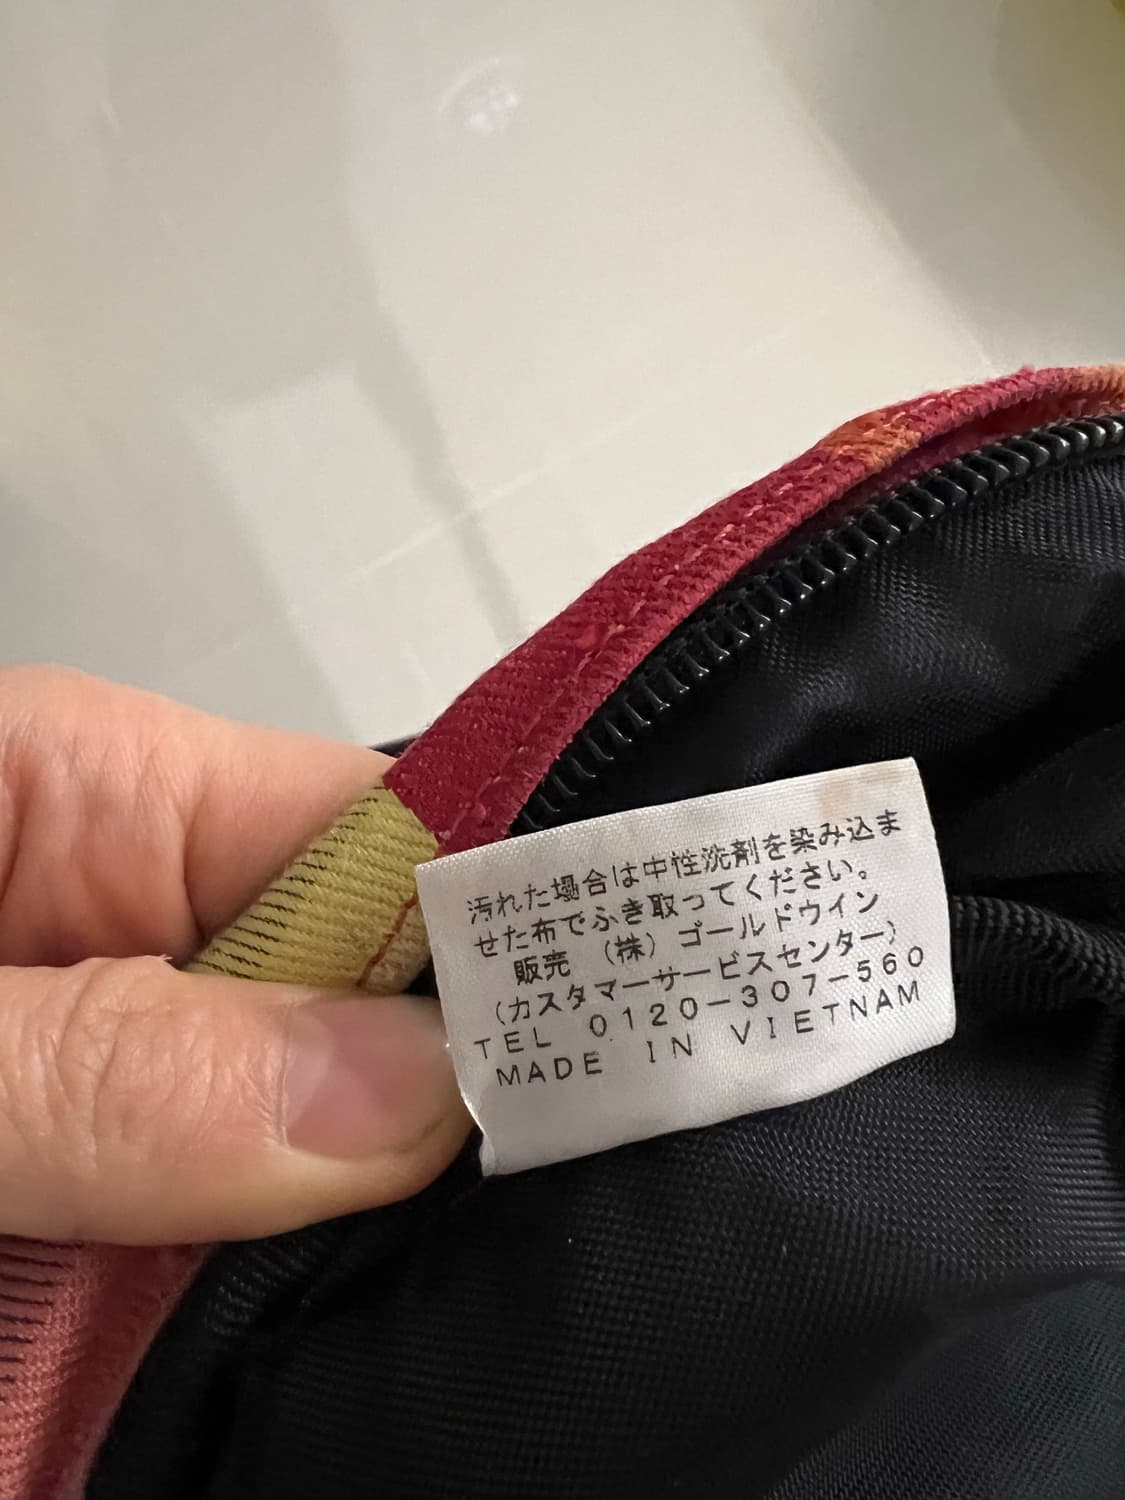 汚れた場合は中性洗剤を染み込ま
せた布でふき取ってください。
販売 (株) ゴールドウイン
(カスタマーサービスセンター)
TEL 0120-307-560
MADE IN VIETNAM